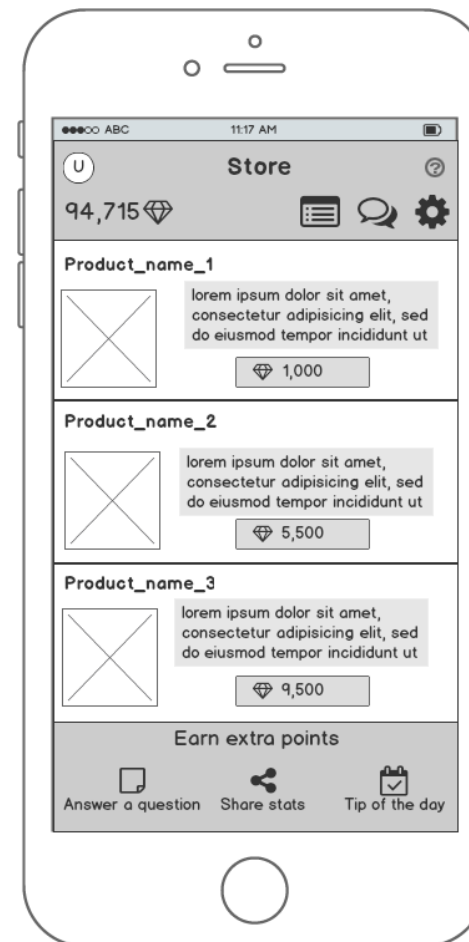 ABC 11:17 AM
U Store ?
94,715
Product_name_1
lorem ipsum dolor sit amet,
consectetur adipisicing elit, sed
do eiusmod tempor incididunt ut
1,000
Product_name_2
lorem ipsum dolor sit amet,
consectetur adipisicing elit, sed
do eiusmod tempor incididunt ut
5,500
Product_name_3
lorem ipsum dolor sit amet,
consectetur adipisicing elit, sed
do eiusmod tempor incididunt ut
9,500
Earn extra points
Answer a question Share stats Tip of the day